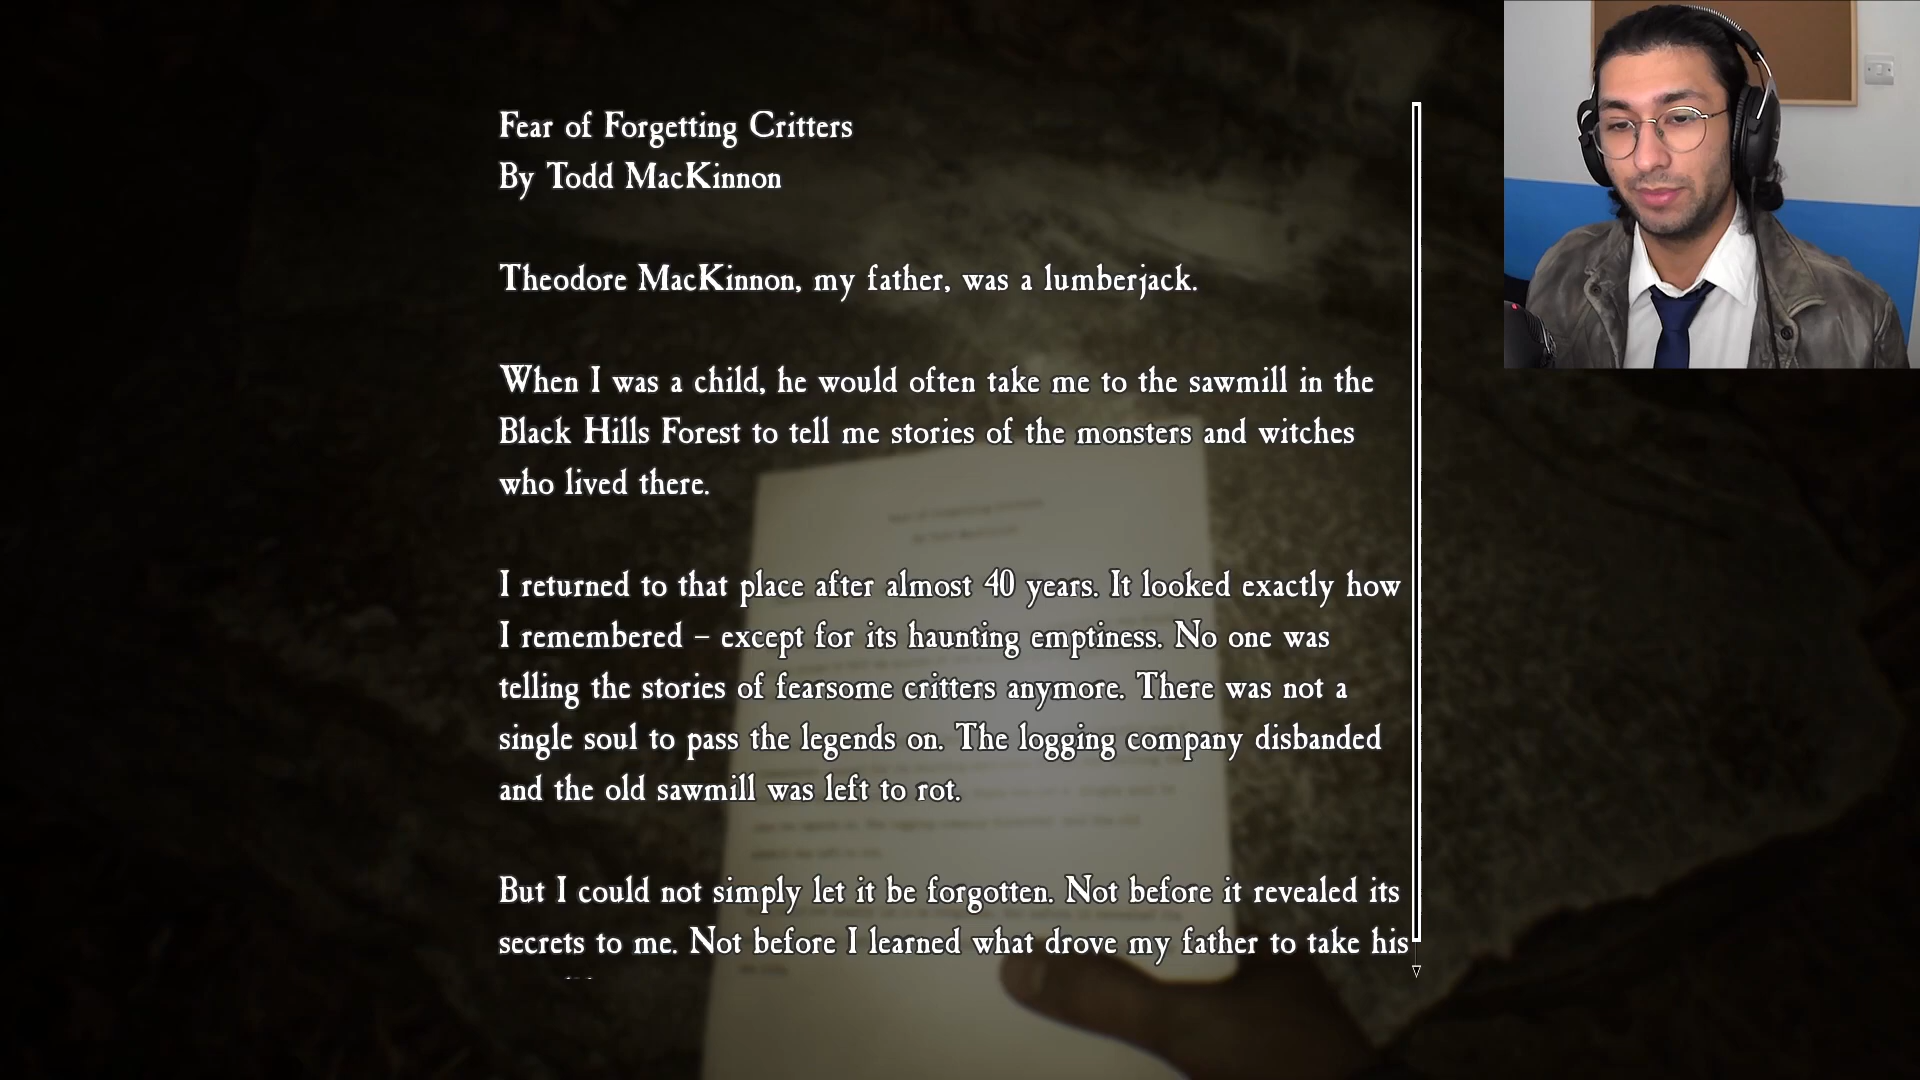 Fear of Forgetting Critters
By Todd MacKinnon
Theodore MacKinnon, my father, was a lumberjack.
When I was a child, he would often take me to the sawmill in the
Black Hills Forest to tell me stories of the monsters and witches
who lived there.
I returned to that place after almost 40 years. It looked exactly how
I remembered – except for its haunting emptiness. No one was
telling the stories of fearsome critters anymore. There was not a
single soul to pass the legends on. The logging company disbanded
and the old sawmill was left to rot.
But I could not simply let it be forgotten. Not before it revealed its
secrets to me. Not before I learned what drove my father to take his